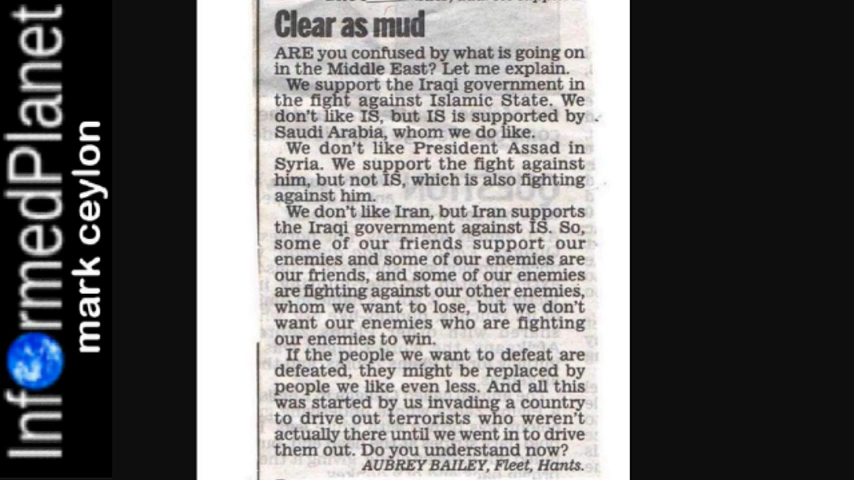 InformedPlanet
mark ceylon
Clear as mud
ARE you confused by what is going on
in the Middle East? Let me explain.
We support the Iraqi government in
the fight against Islamic State. We
don't like IS, but IS is supported by
Saudi Arabia, whom we do like.
We don't like President Assad in
Syria. We support the fight against
him, but not IS, which is also fighting
against him.
We don't like Iran, but Iran supports
the Iraqi government against IS. So,
some of our friends support our
enemies and some of our enemies are
our friends, and some of our enemies
are fighting against our other enemies,
whom we want to lose, but we don't
want our enemies who are fighting
our enemies to win.
If the people we want to defeat are
defeated, they might be replaced by
people we like even less. And all this
was started by us invading a country
to drive out terrorists who weren't
actually there until we went in to drive
them out. Do you understand now?
AUBREY BAILEY, Fleet, Hants.